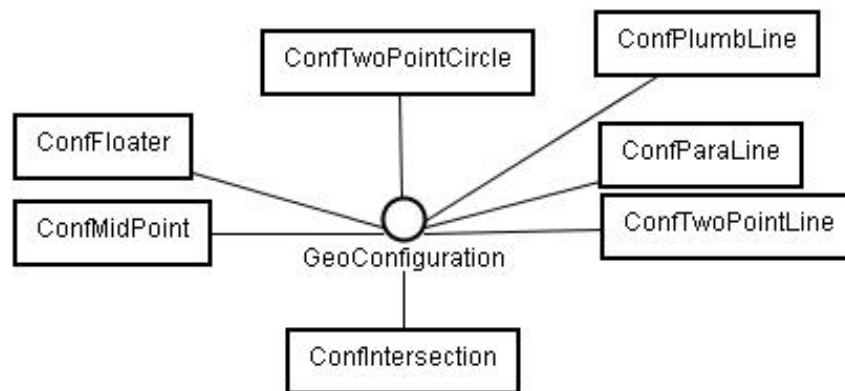 ConfTwoPointCircle
ConfPlumbLine
ConfFloater
ConfParaLine
ConfMidPoint
ConfTwoPointLine
GeoConfiguration
ConfIntersection